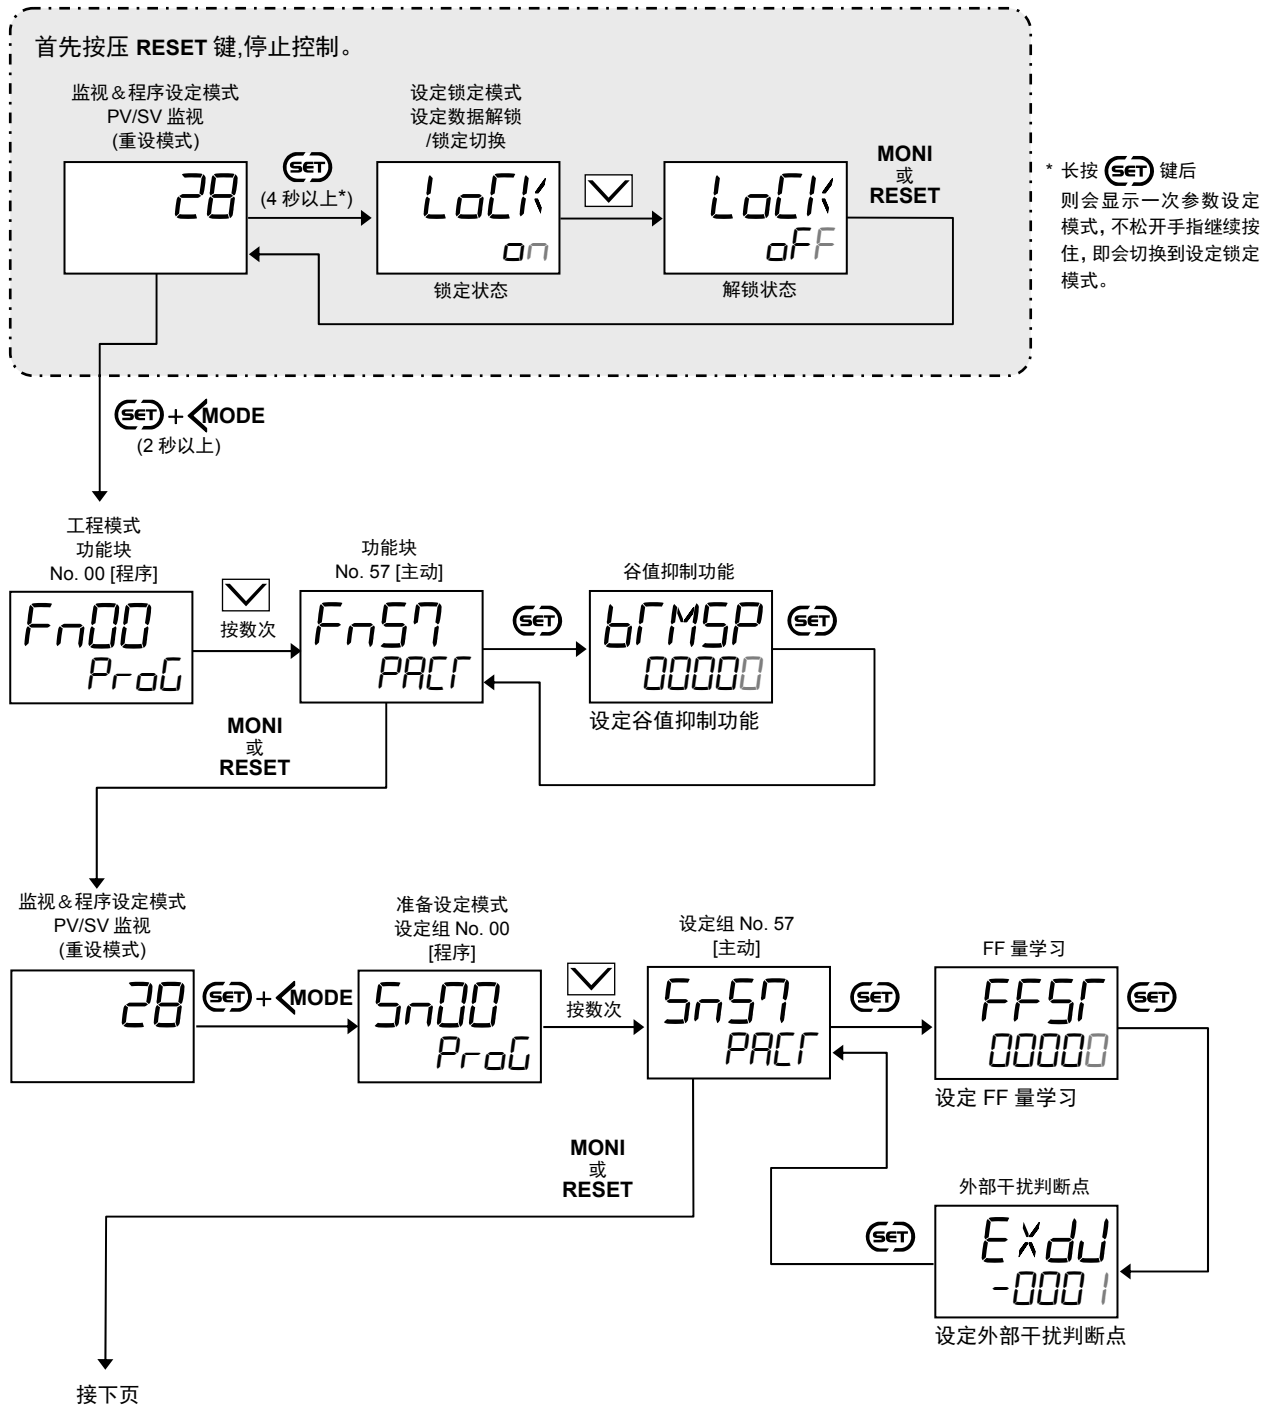 首先按压 RESET 键,停止控制。
监视＆程序设定模式
PV/SV 监视
(重设模式)
28
SET
(4 秒以上*)
设定锁定模式
设定数据解锁
/锁定切换
LoCK
on
锁定状态
LoCK
oFF
解锁状态
MONI
或
RESET
* 长按 SET 键后
则会显示一次参数设定
模式，不松开手指继续按
住，即会切换到设定锁定
模式。
SET + MODE
(2 秒以上)
工程模式
功能块
No. 00 [程序]
Fn00
ProG
按数次
功能块
No. 57 [主动]
Fn57
PACT
SET
谷值抑制功能
bTMSP
00000
设定谷值抑制功能
SET
MONI
或
RESET
监视＆程序设定模式
PV/SV 监视
(重设模式)
28
SET + MODE
准备设定模式
设定组 No. 00
[程序]
Sn00
ProG
按数次
设定组 No. 57
[主动]
Sn57
PACT
SET
FF 量学习
FFST
00000
设定 FF 量学习
SET
MONI
或
RESET
外部干扰判断点
EXdJ
-0001
设定外部干扰判断点
SET
接下页